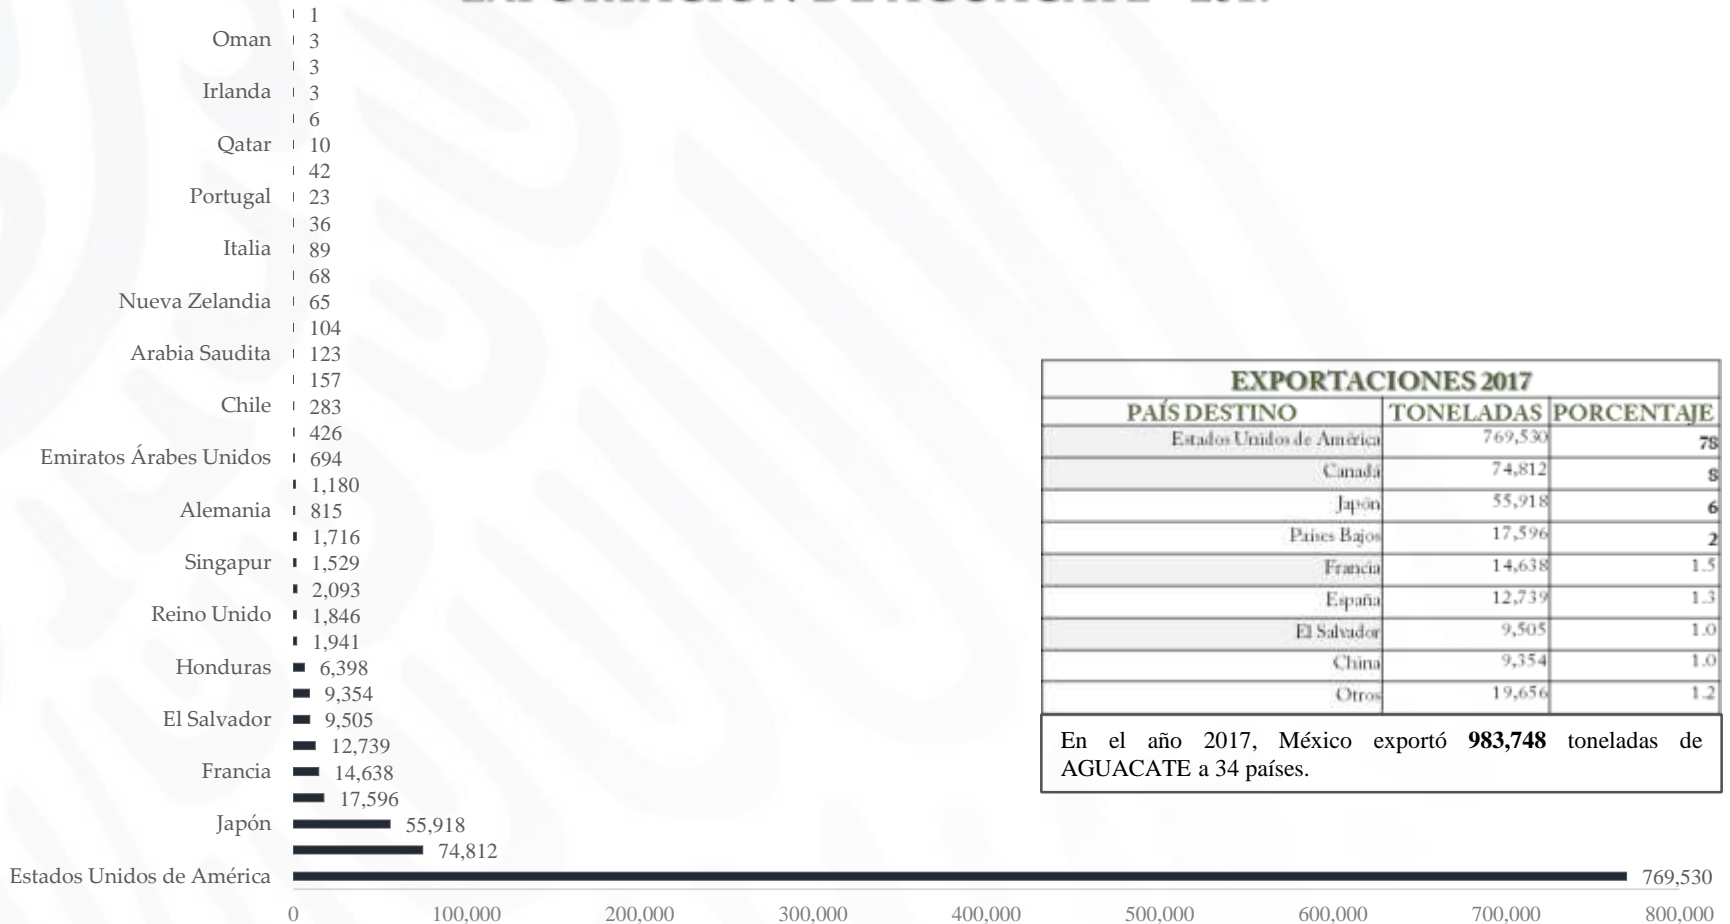 EXPORTACIÓN DE AGUACATE - 2017
1
Oman 3
3
Irlanda 3
6
Qatar 10
42
Portugal 23
36
Italia 89
68
Nueva Zelandia 65
104
Arabia Saudita 123
157
Chile 283
426
Emiratos Árabes Unidos 694
1,180
Alemania 815
1,716
Singapur 1,529
2,093
Reino Unido 1,846
1,941
Honduras 6,398
9,354
El Salvador 9,505
12,739
Francia 14,638
17,596
Japón 55,918
74,812
Estados Unidos de América 769,530
0 100,000 200,000 300,000 400,000 500,000 600,000 700,000 800,000
EXPORTACIONES 2017
PAÍS DESTINO TONELADAS PORCENTAJE
Estados Unidos de América 769,530 78
Canadá 74,812 8
Japón 55,918 6
Países Bajos 17,596 2
Francia 14,638 1.5
España 12,739 1.3
El Salvador 9,505 1.0
China 9,354 1.0
Otros 19,656 1.2
En el año 2017, México exportó 983,748 toneladas de
AGUACATE a 34 países.